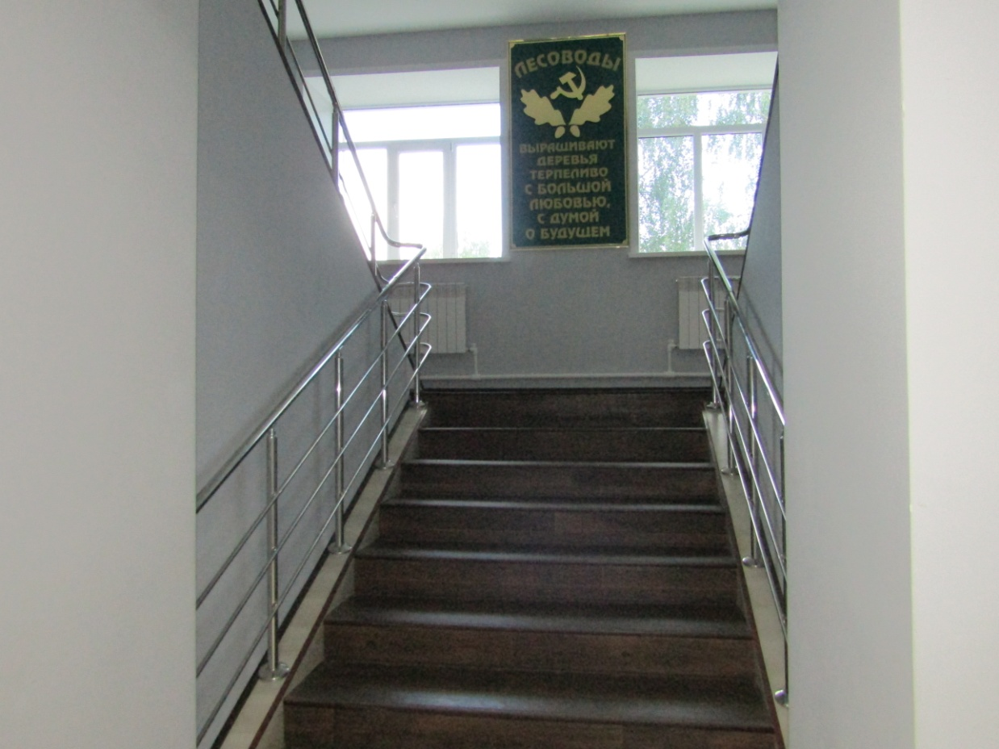 ЛЕСОВОДЫ
ВЫРАЩИВАЮТ
ДЕРЕВЬЯ
ТЕРПЕЛИВО
С БОЛЬШОЙ
ЛЮБОВЬЮ,
С ДУМОЙ
О БУДУЩЕМ